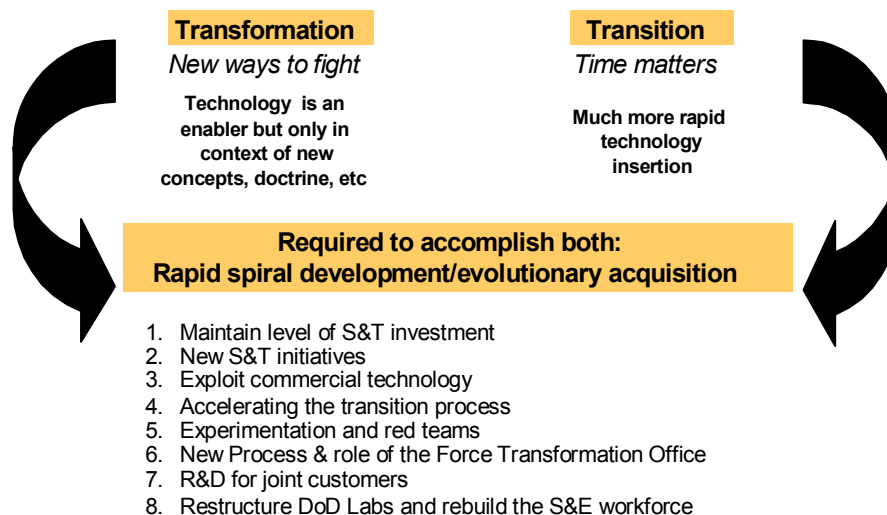 Transformation
New ways to fight
Technology is an
enabler but only in
context of new
concepts, doctrine, etc
Transition
Time matters
Much more rapid
technology
insertion
Required to accomplish both:
Rapid spiral development/evolutionary acquisition
1. Maintain level of S&T investment
2. New S&T initiatives
3. Exploit commercial technology
4. Accelerating the transition process
5. Experimentation and red teams
6. New Process & role of the Force Transformation Office
7. R&D for joint customers
8. Restructure DoD Labs and rebuild the S&E workforce